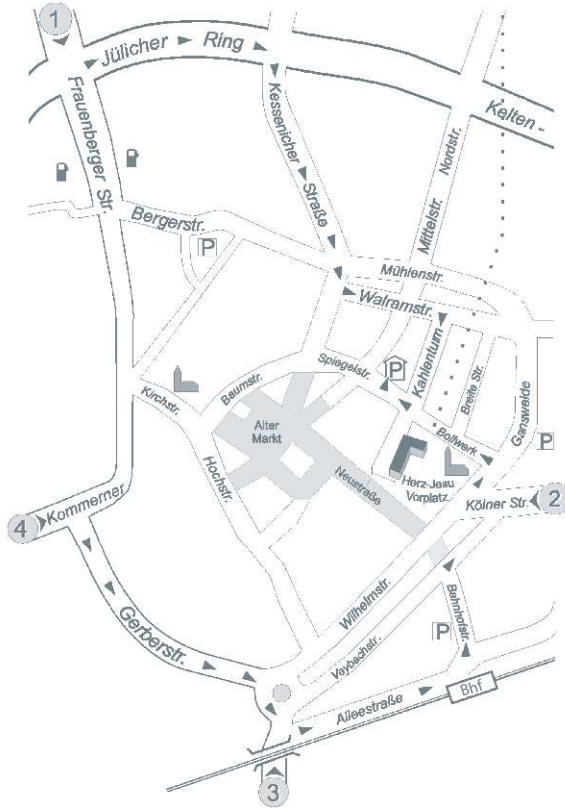 1
Jülicher Ring
Frauenberger Str.
Kessenicher Straße
Kelten -
Nordstr.
Mittelstr.
Bergerstr.
P
Mühlenstr.
Walramstr.
Kahlenturm
Spiegelstr.
P
Breite Str.
Ganswelde
Kirchstr.
Baumstr.
Alter
Markt
Bollwerk
P
Hochstr.
Neustraße
Herz-Jesu
Vorplatz
Kölner Str.
2
4
Kommerner
Gerberstr.
Wilhelmstr.
Veybachstr.
Bahnhofstr.
P
Alleestraße
Bhf
3